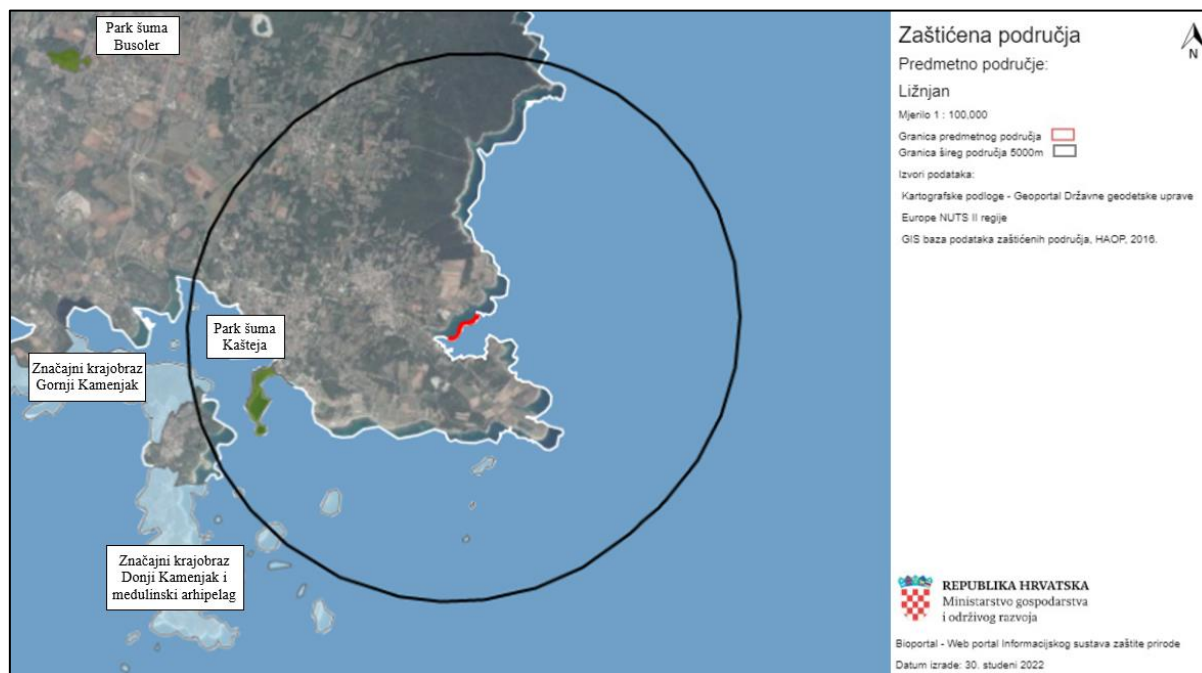 Park šuma
Busoler
Park šuma
Kašteja
Značajni krajobraz
Gornji Kamenjak
Značajni krajobraz
Donji Kamenjak i
medulinski arhipelag
Zaštićena područja
N
Predmetno područje:
Ližnjan
Mjerilo 1 : 100,000
Granica predmetnog područja
Granica šireg područja 5000m
Izvori podataka:
Kartografske podloge - Geoportal Državne geodetske uprave
Europe NUTS II regije
GIS baza podataka zaštićenih područja, HAOP, 2016.
REPUBLIKA HRVATSKA
Ministarstvo gospodarstva
i održivog razvoja
Bioportal - Web portal Informacijskog sustava zaštite prirode
Datum izrade: 30. studeni 2022